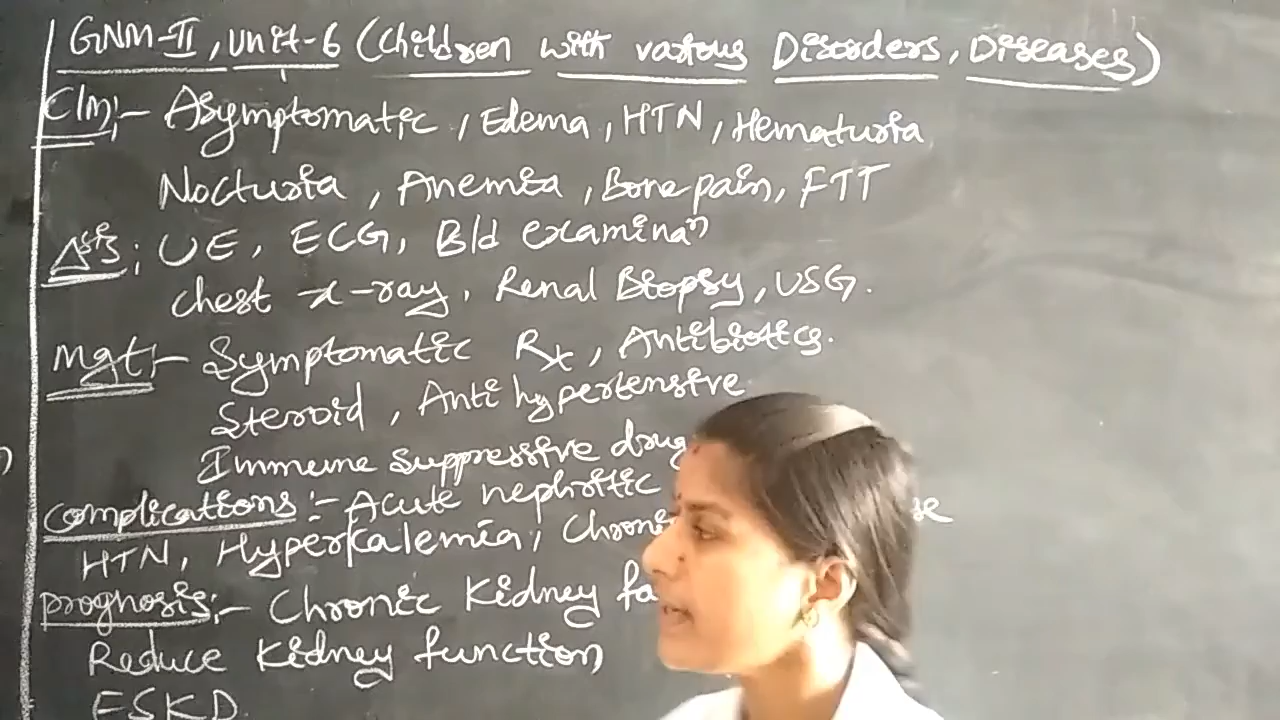 GNM-II, Unit-6 (Children with various Disorders, Diseases)
C/M:- Asymptomatic, Edema, HTN, Hematuria
Nocturia, Anemia, Bone pain, FTT
UE, ECG, Bld examinaⁿ
Chest x-ray, Renal Biopsy, USG.
Mgt:- Symptomatic Rx, Antibiotics.
Steroid, Anti hypertensive
Immune suppressive drug
Complications:- Acute nephritic
HTN, Hyperkalemia, Chroni
Prognosis:- Chronic Kidney fa
Reduce Kidney function
ESKD